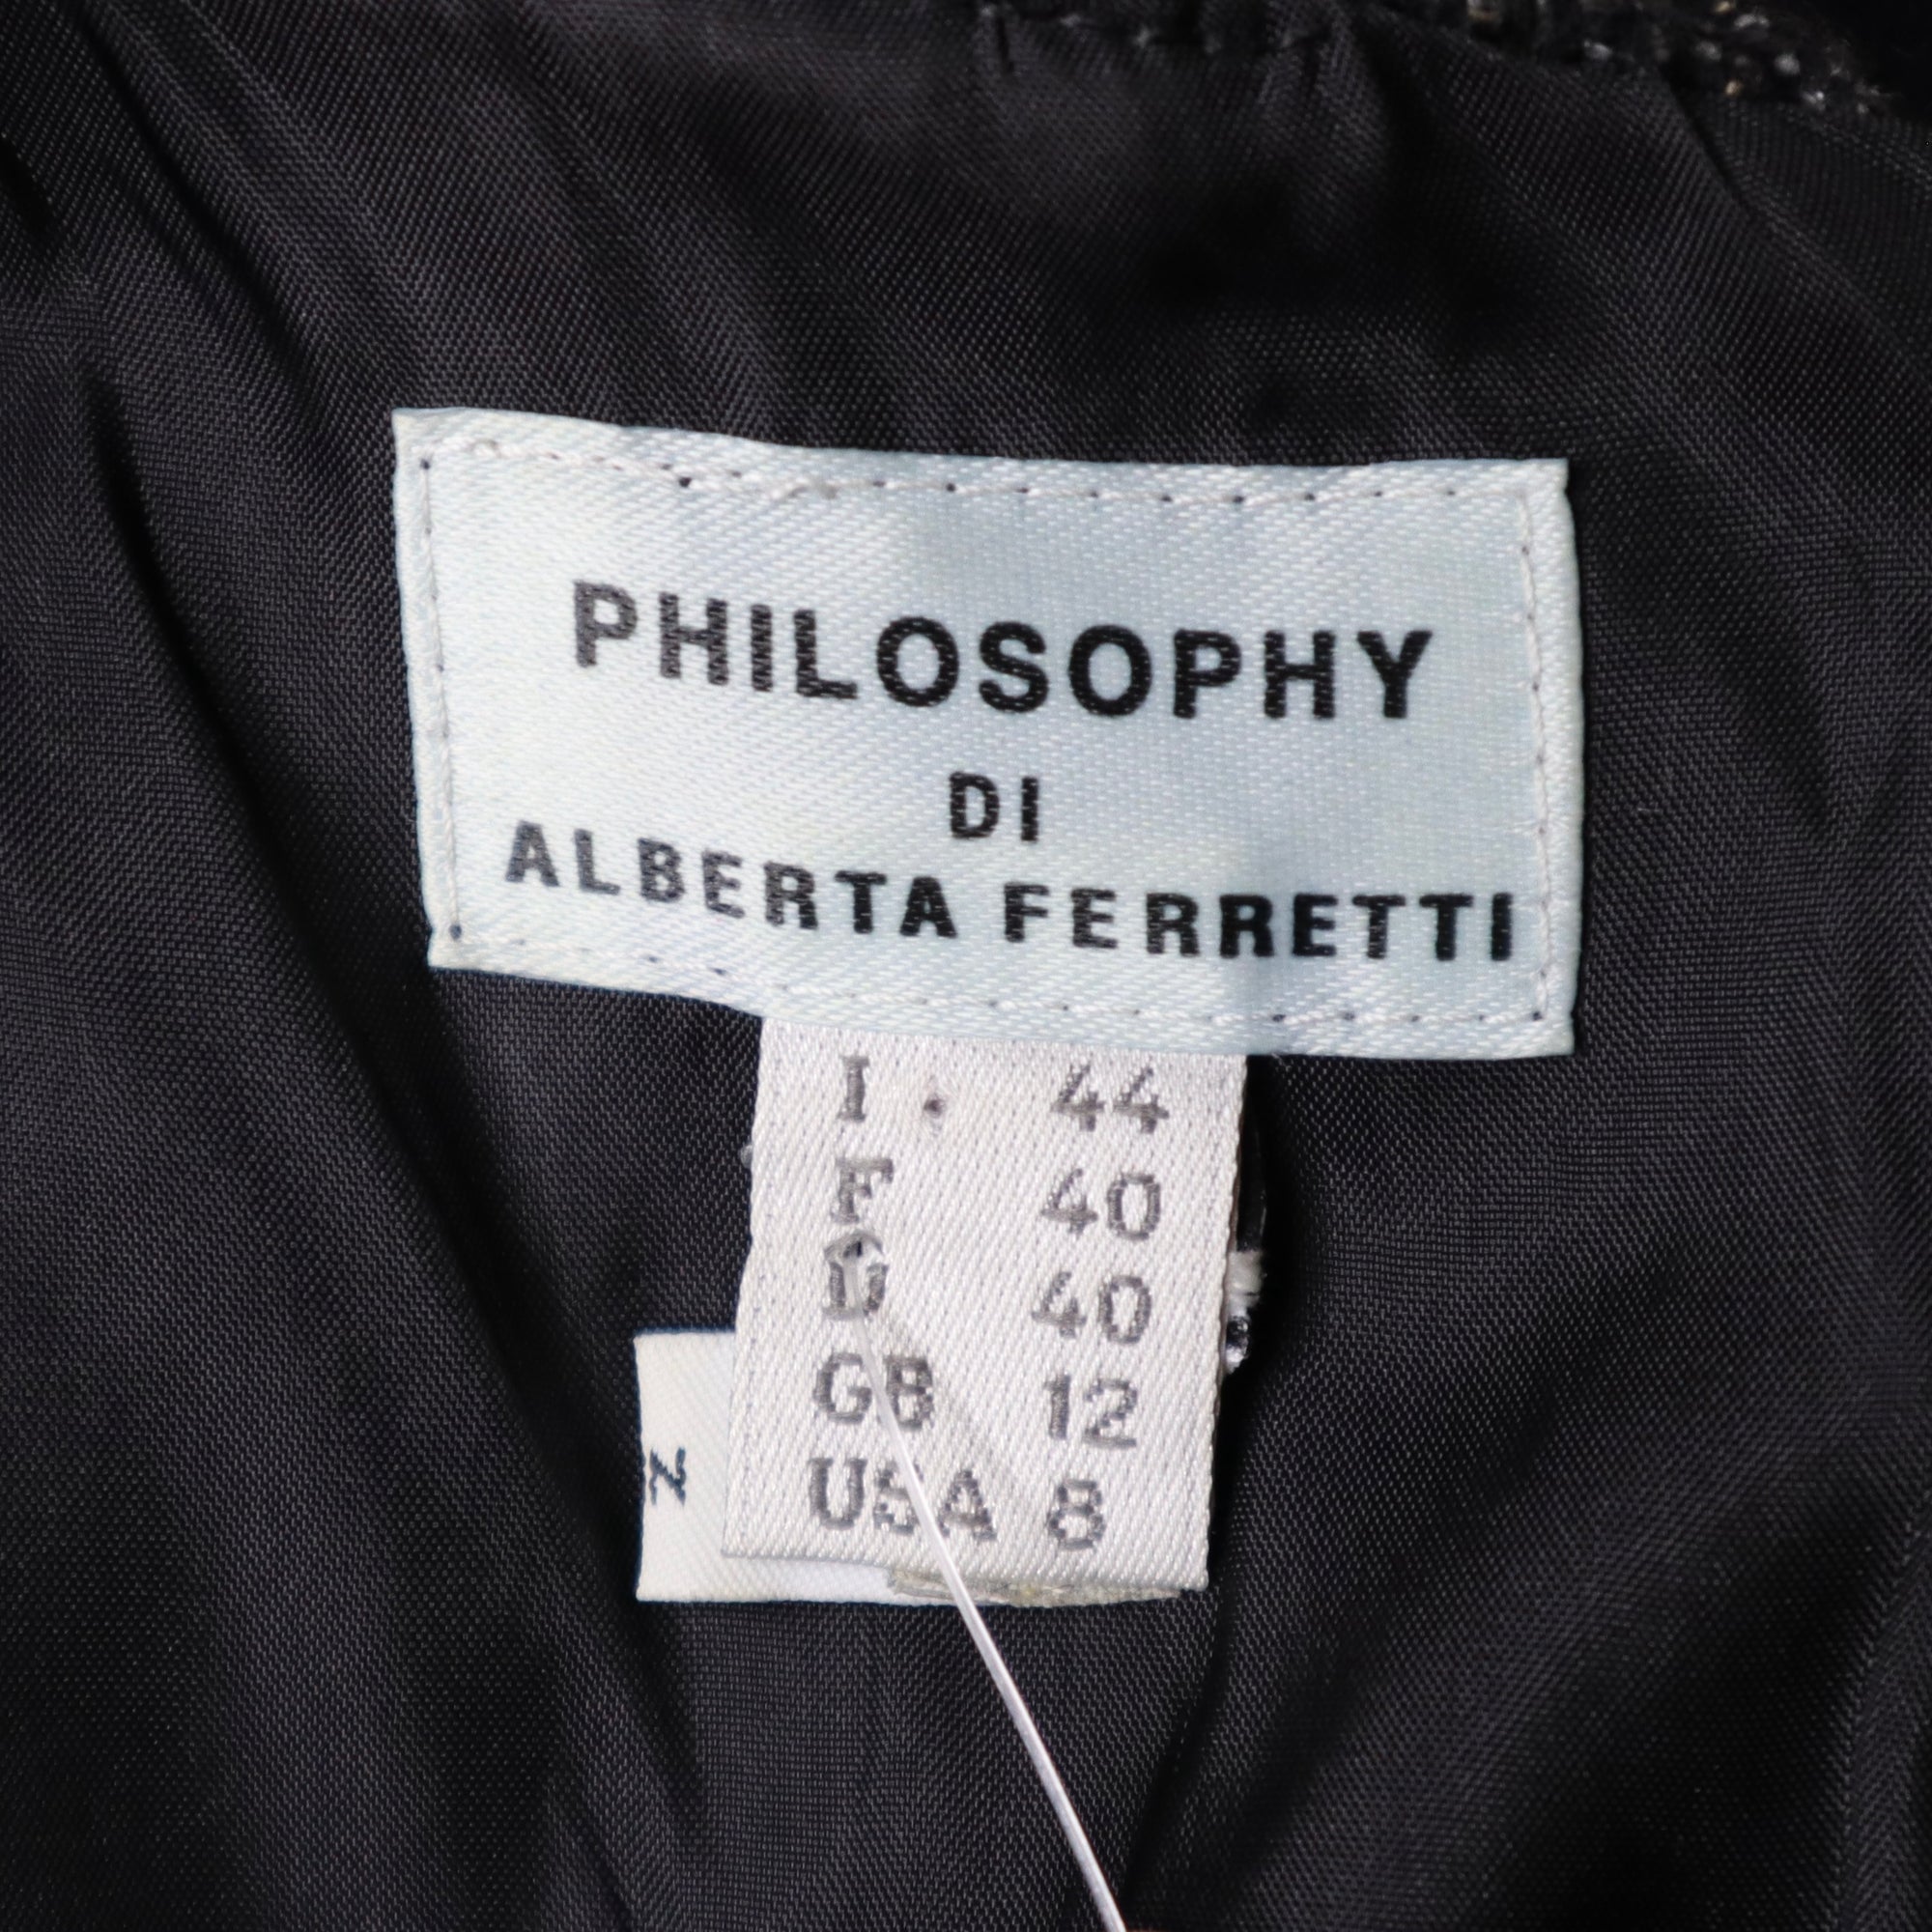 PHILOSOPHY
DI
ALBERTA FERRETTI
I 44
F 40
D 40
GB 12
USA 8
Z